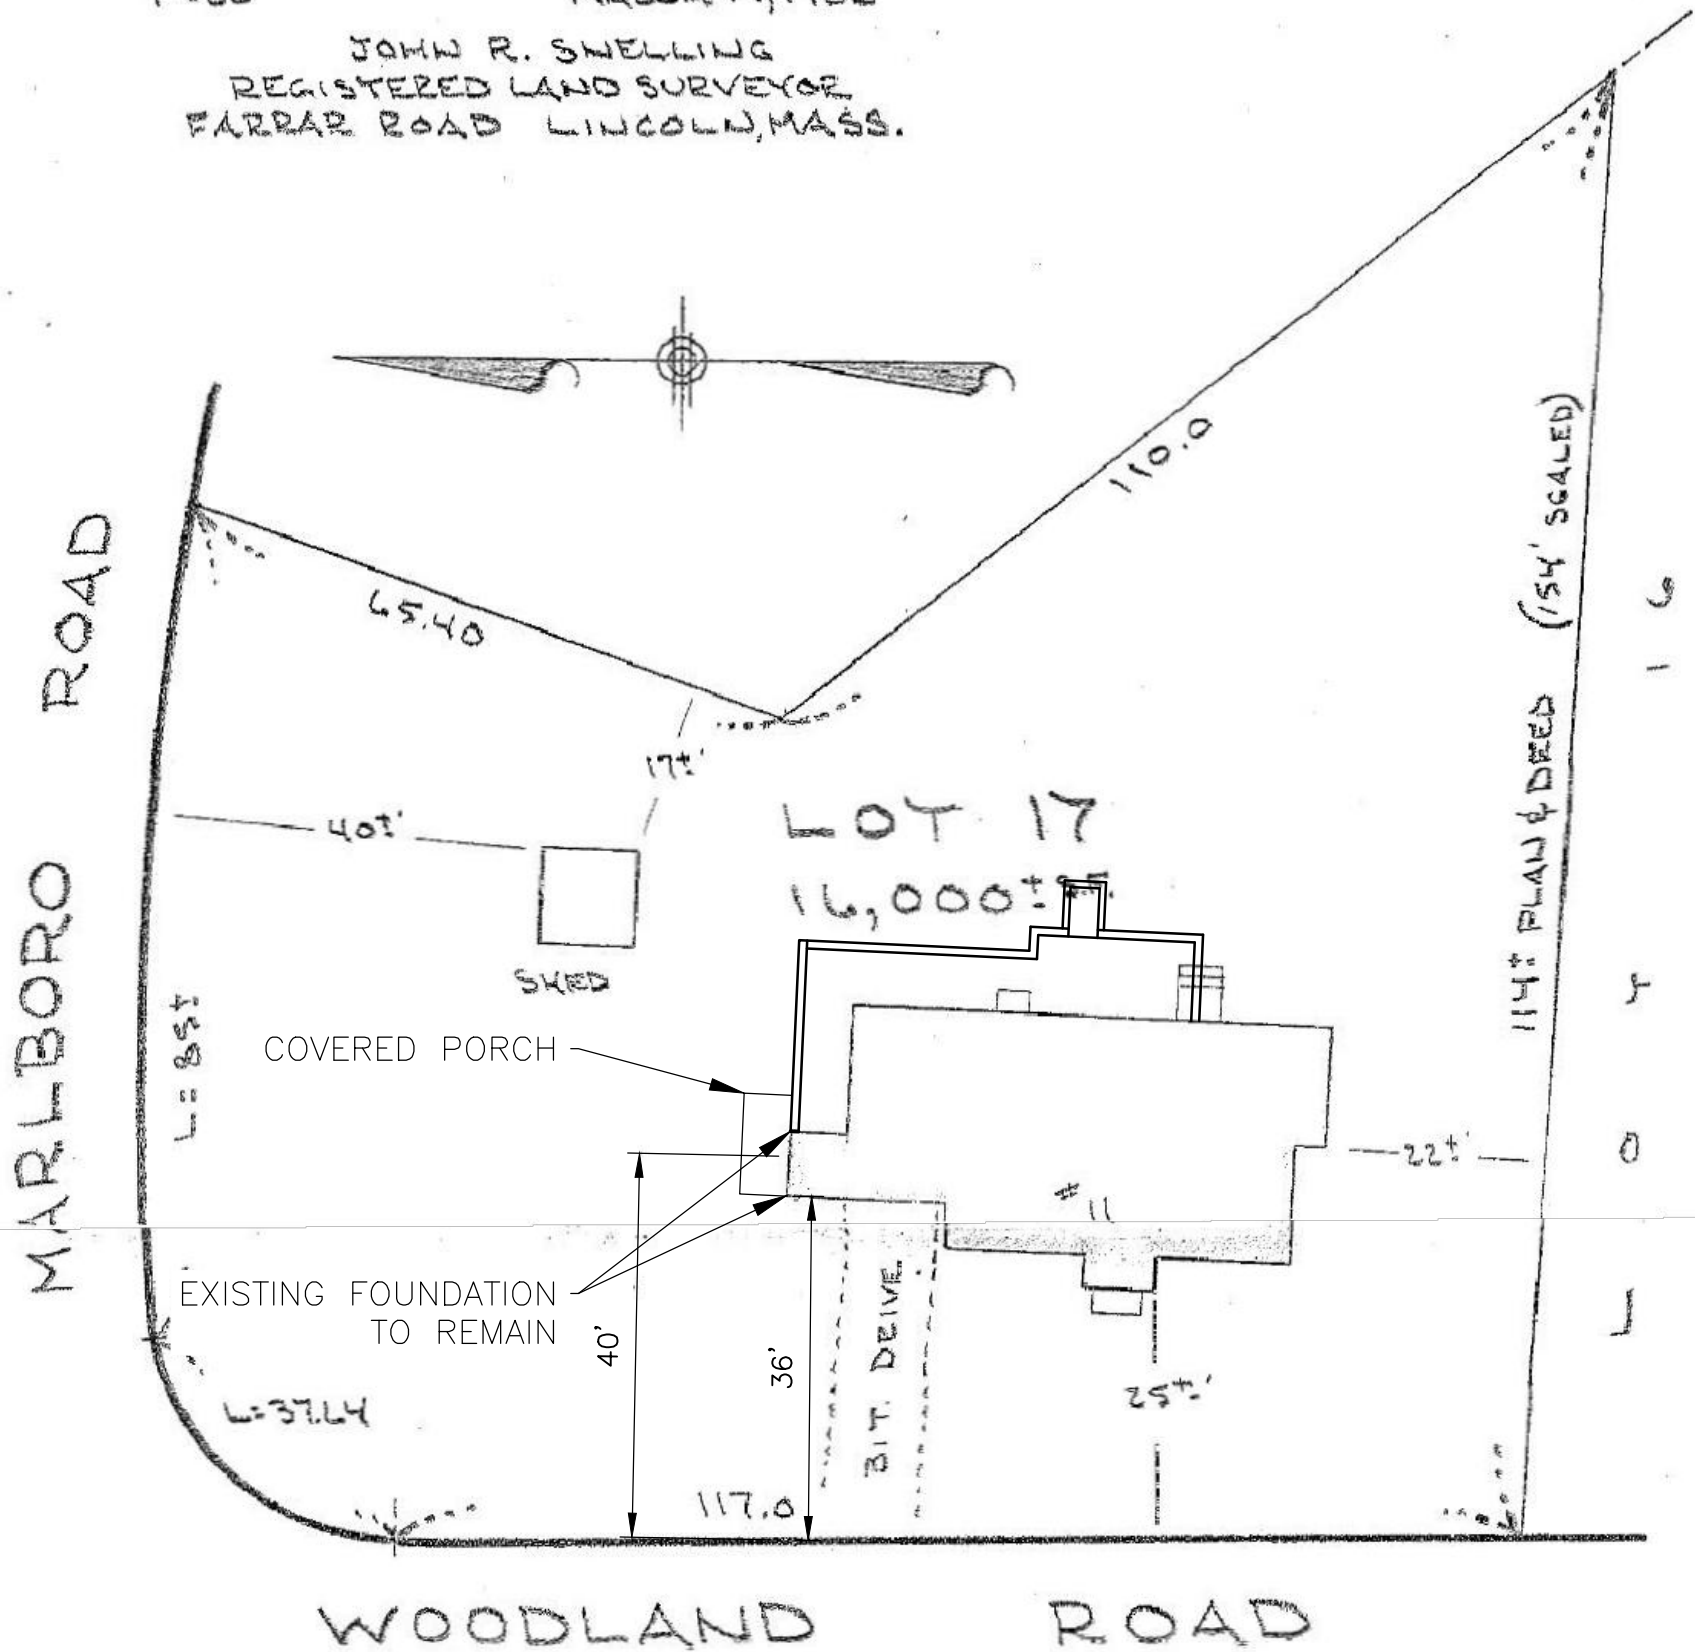 JOHN R. SNELLING
REGISTERED LAND SURVEYOR
FARRAR ROAD LINCOLN, MASS.
110.0
65.40
17±'
40±'
LOT 17
16,000±
SHED
MARLBORO ROAD
L=85±
COVERED PORCH
EXISTING FOUNDATION
TO REMAIN
40'
36'
#11
22±'
25±'
BIT. DRIVE
L=37.64
117.0
114± PLAN & DEED (154' SCALED)
LOT 16
WOODLAND ROAD